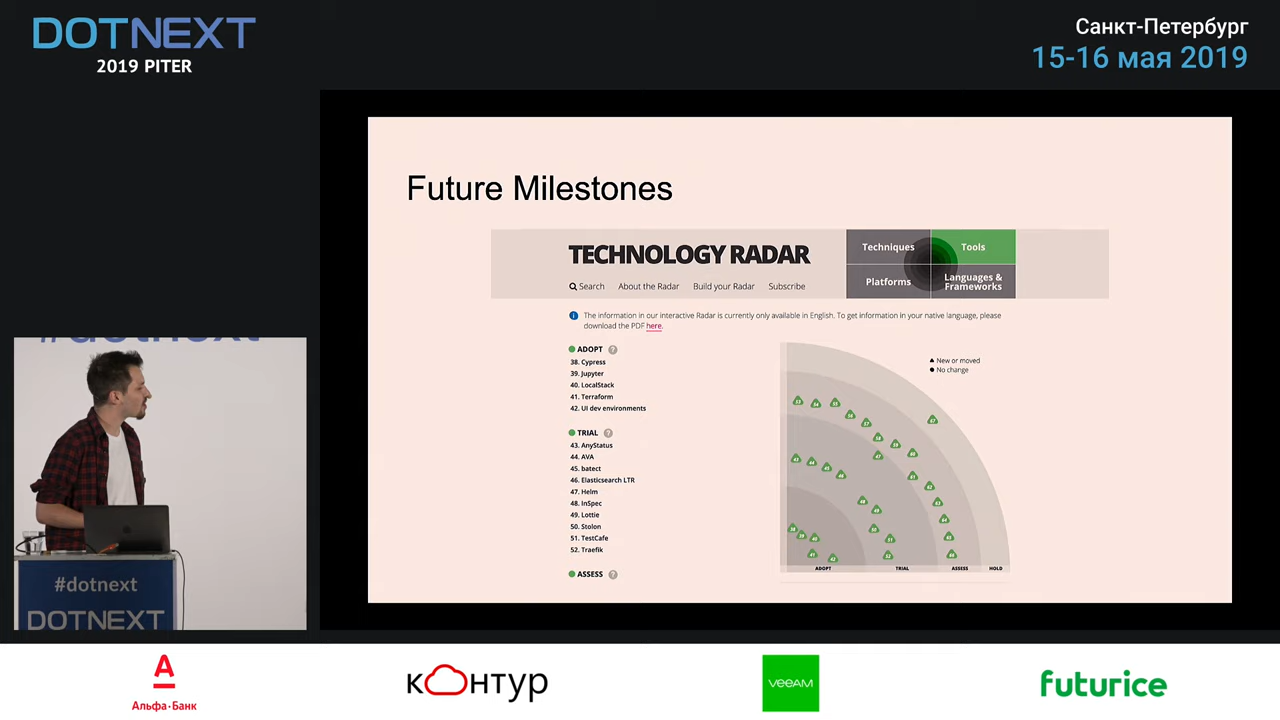 DOTNEXT
2019 PITER
Санкт-Петербург
15-16 мая 2019
Future Milestones
TECHNOLOGY RADAR
Search About the Radar Build your Radar Subscribe
Techniques Tools
Platforms Languages & Frameworks
The information in our interactive Radar is currently only available in English. To get information in your native language, please
download the PDF here.
ADOPT ?
38. Cypress
39. Jupyter
40. LocalStack
41. Terraform
42. UI dev environments
TRIAL ?
43. AnyStatus
44. AVA
45. batect
46. Elasticsearch LTR
47. Helm
48. InSpec
49. Lottie
50. Stolon
51. TestCafe
52. Traefik
ASSESS ?
New or moved
No change
ADOPT TRIAL ASSESS HOLD
#dotnext
#dotnext
DOTNEXT
Альфа·Банк
контур
veeam
futurice